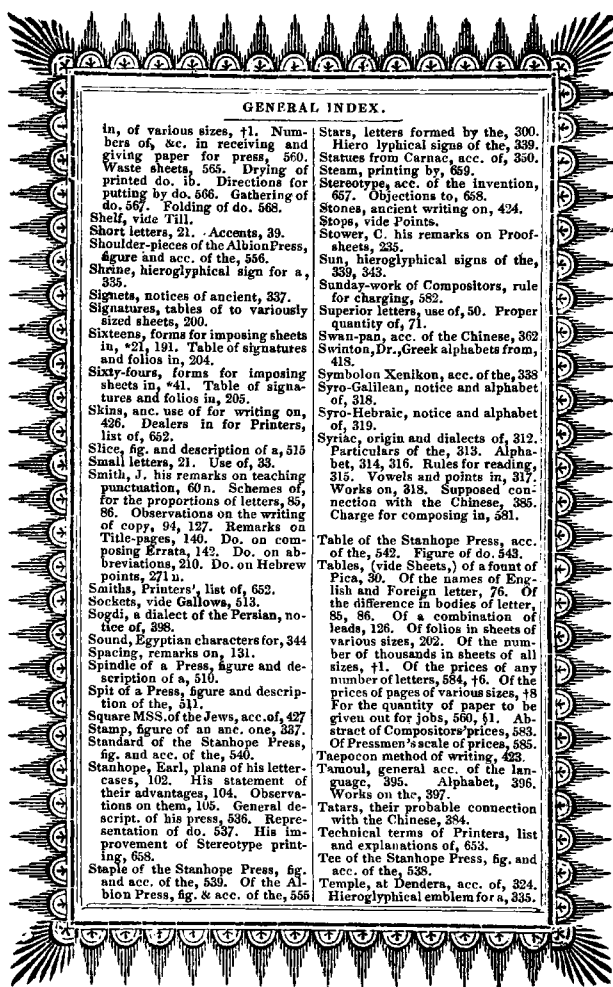 GENERAL INDEX.
in, of various sizes, †1. Num-
bers of, &c. in receiving and
giving paper for press, 560.
Waste sheets, 565. Drying of
printed do. ib. Directions for
putting by do. 566. Gathering of
do. 567. Folding of do. 568.
Shelf, vide Till.
Short letters, 21. Accents, 39.
Shoulder-pieces of the Albion Press,
figure and acc. of the, 556.
Shrine, hieroglyphical sign for a,
335.
Signets, notices of ancient, 337.
Signatures, tables of to variously
sized sheets, 200.
Sixteens, forms for imposing sheets
in, *21, 191. Table of signatures
and folios in, 204.
Sixty-fours, forms for imposing
sheets in, *41. Table of signa-
tures and folios in, 205.
Skins, anc. use of for writing on,
426. Dealers in for Printers,
list of, 652.
Slice, fig. and description of a, 515
Small letters, 21. Use of, 33.
Smith, J. his remarks on teaching
punctuation, 60 n. Schemes of,
for the proportions of letters, 85,
86. Observations on the writing
of copy, 94, 127. Remarks on
Title-pages, 140. Do. on com-
posing Errata, 142. Do. on ab-
breviations, 210. Do. on Hebrew
points, 271 n.
Smiths, Printers', list of, 652.
Sockets, vide Gallows, 513.
Sogdi, a dialect of the Persian, no-
tice of, 398.
Sound, Egyptian characters for, 344
Spacing, remarks on, 131.
Spindle of a Press, figure and de-
scription of a, 510.
Spit of a Press, figure and descrip-
tion of the, 511.
Square MSS. of the Jews, acc. of, 427
Stamp, figure of an anc. one, 337.
Standard of the Stanhope Press,
fig. and acc. of the, 540.
Stanhope, Earl, plans of his letter-
cases, 102. His statement of
their advantages, 104. Observa-
tions on them, 105. General de-
script. of his press, 536. Repre-
sentation of do. 537. His im-
provement of Stereotype print-
ing, 658.
Staple of the Stanhope Press, fig.
and acc. of the, 539. Of the Al-
bion Press, fig. & acc. of the, 555
Stars, letters formed by the, 300.
Hiero lyphical signs of the, 339.
Statues from Carnac, acc. of, 350.
Steam, printing by, 659.
Stereotype, acc. of the invention,
657. Objections to, 658.
Stones, ancient writing on, 424.
Stops, vide Points.
Stower, C. his remarks on Proof-
sheets, 235.
Sun, hieroglyphical signs of the,
339, 343.
Sunday-work of Compositors, rule
for charging, 582.
Superior letters, use of, 50. Proper
quantity of, 71.
Swan-pan, acc. of the Chinese, 362
Swinton, Dr., Greek alphabets from,
418.
Symbolon Xenikon, acc. of the, 338
Syro-Galilean, notice and alphabet
of, 318.
Syro-Hebraic, notice and alphabet
of, 319.
Syriac, origin and dialects of, 312.
Particulars of the, 313. Alpha-
bet, 314, 316. Rules for reading,
315. Vowels and points in, 317.
Works on, 318. Supposed con-
nection with the Chinese, 385.
Charge for composing in, 581.
Table of the Stanhope Press, acc.
of the, 542. Figure of do. 543.
Tables, (vide Sheets,) of a fount of
Pica, 30. Of the names of Eng-
lish and Foreign letter, 76. Of
the difference in bodies of letter,
85, 86. Of a combination of
leads, 126. Of folios in sheets of
various sizes, 202. Of the num-
ber of thousands in sheets of all
sizes, †1. Of the prices of any
number of letters, 584, †6. Of the
prices of pages of various sizes, †8
For the quantity of paper to be
given out for jobs, 560, §1. Ab-
stract of Compositors' prices, 583.
Of Pressmen's scale of prices, 585.
Taepocon method of writing, 423.
Tamoul, general acc. of the lan-
guage, 395. Alphabet, 396.
Works on the, 397.
Tatars, their probable connection
with the Chinese, 384.
Technical terms of Printers, list
and explanations of, 653.
Tee of the Stanhope Press, fig. and
acc. of the, 538.
Temple, at Dendera, acc. of, 324.
Hieroglyphical emblem for a, 335.